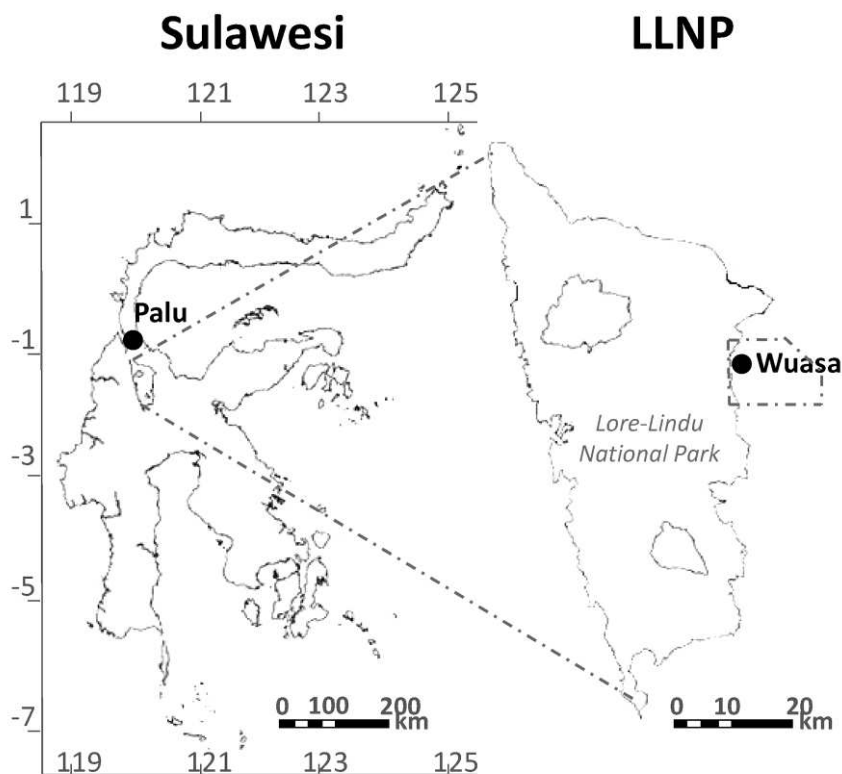 Sulawesi
LLNP
119 121 123 125
1
-1
-3
-5
-7
Palu
Wuasa
Lore-Lindu
National Park
0 100 200
km
0 10 20
km
119 121 123 125